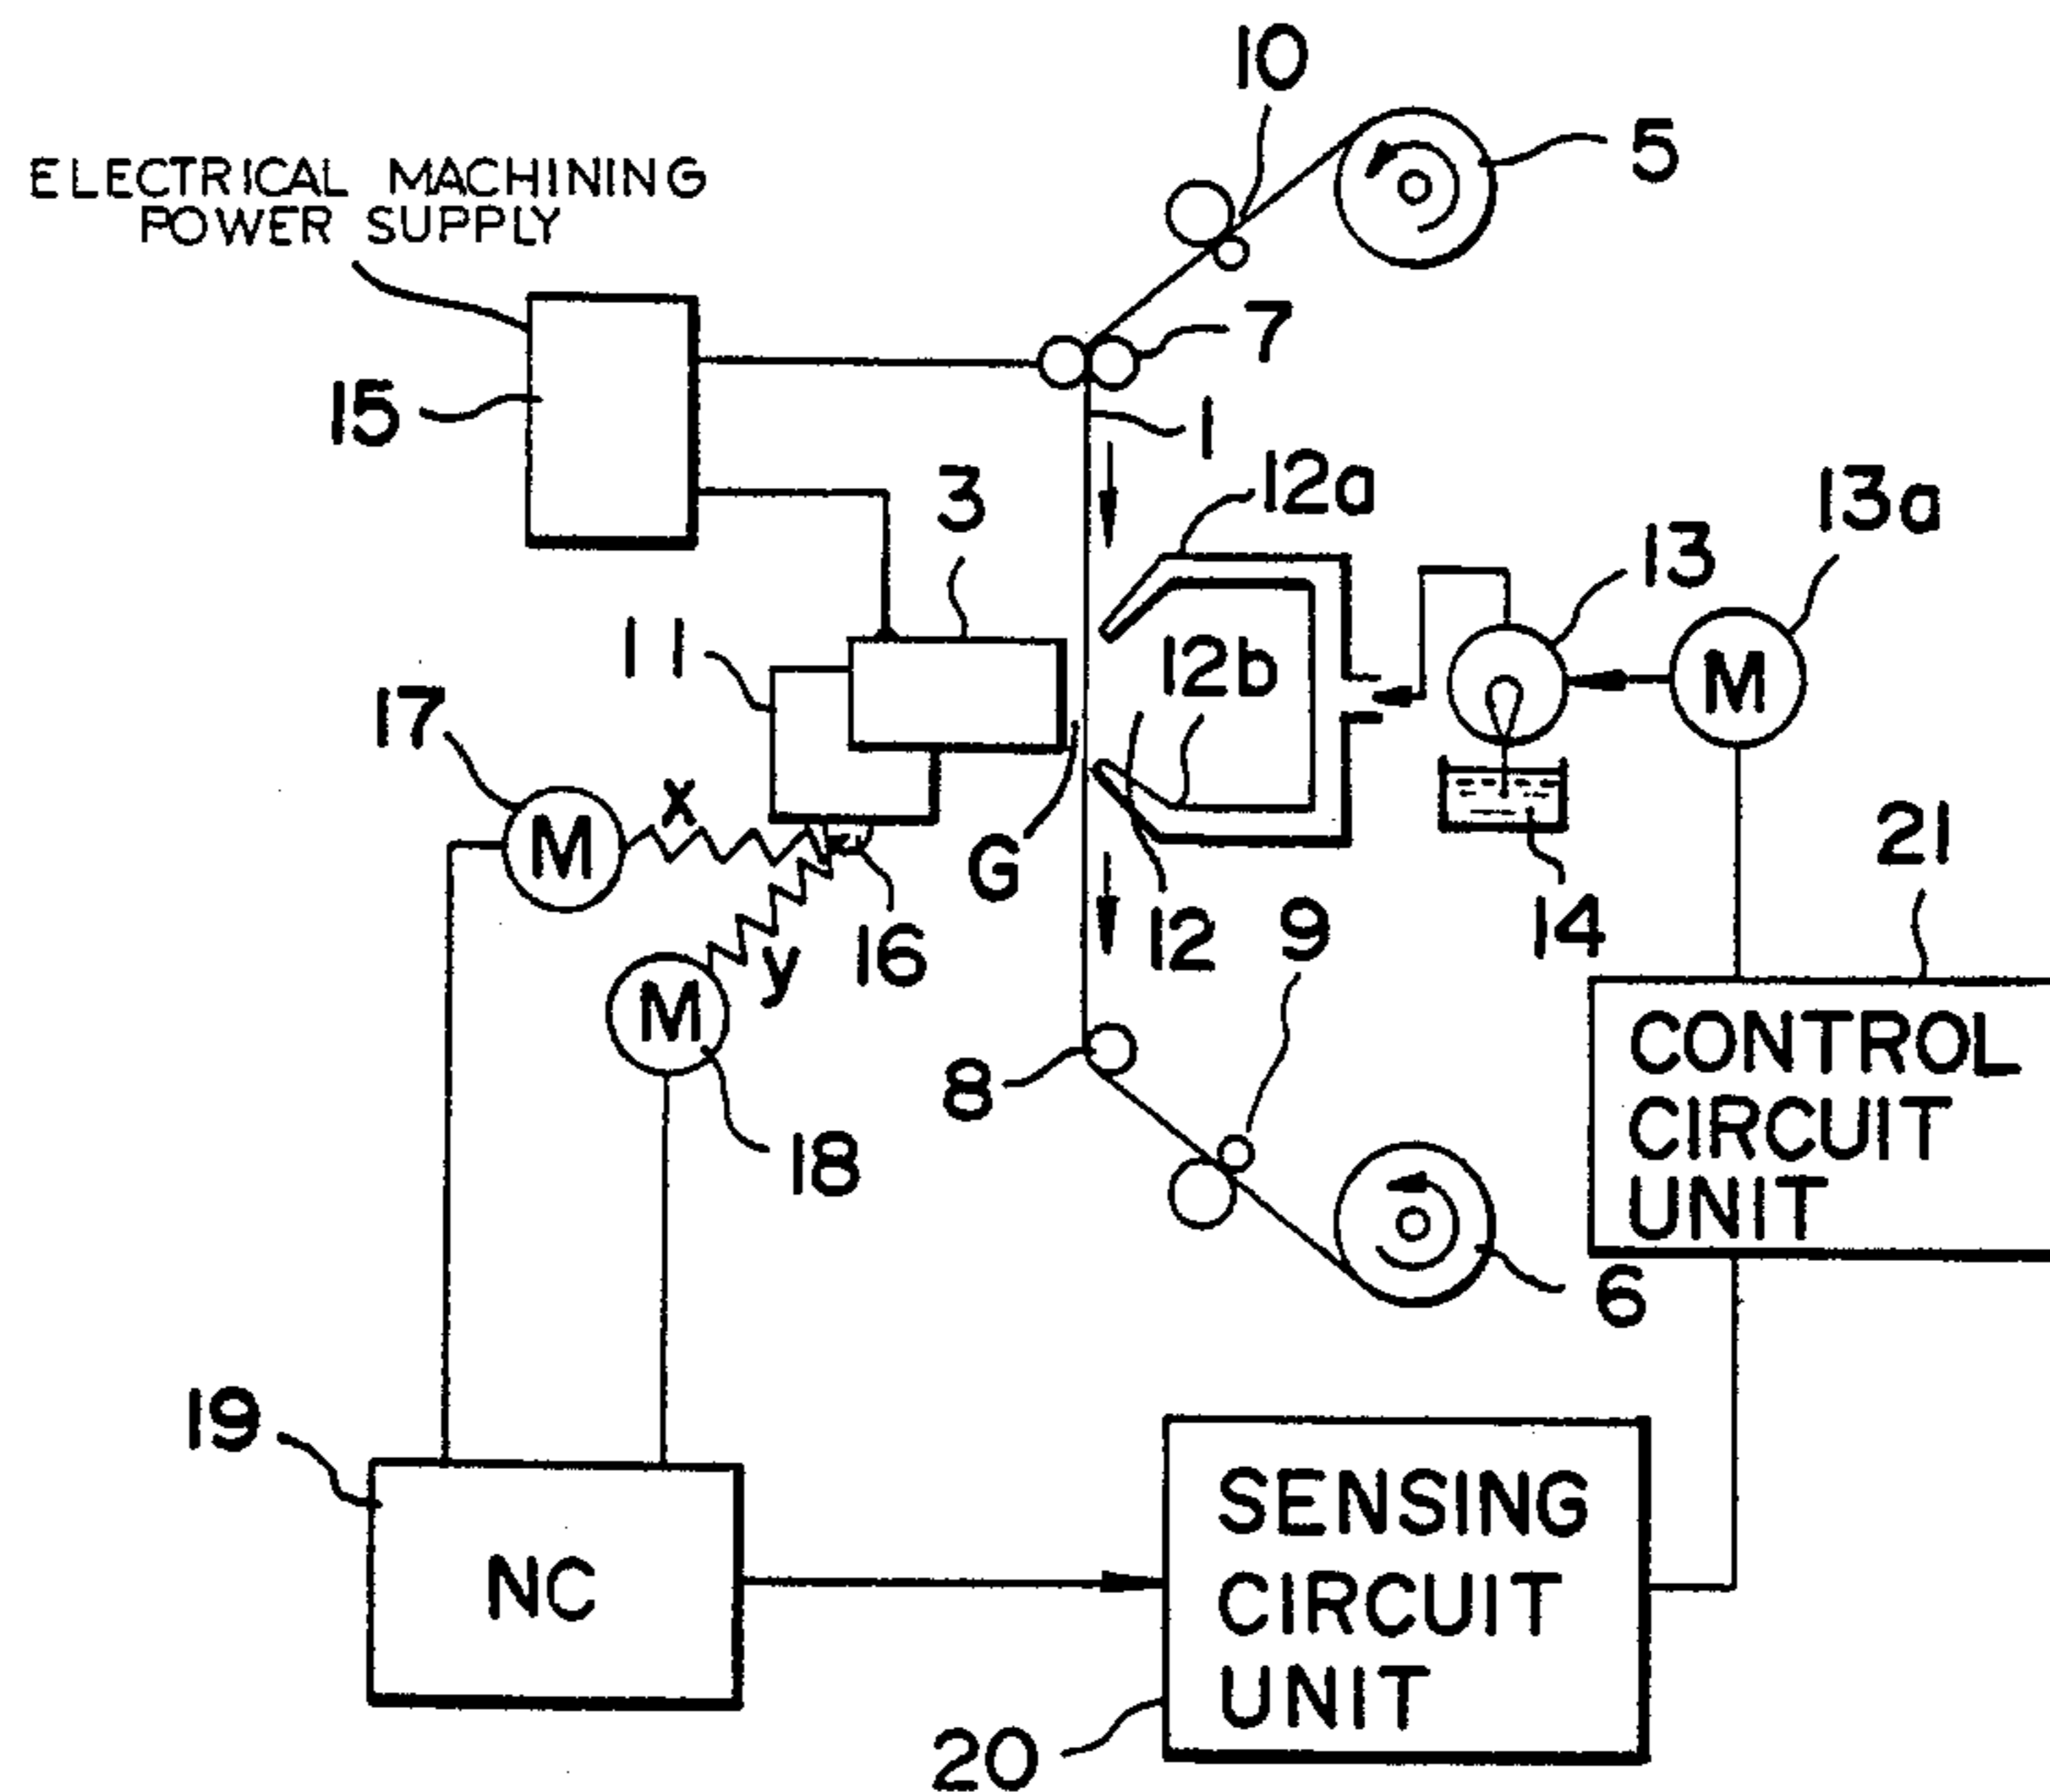 10
5
ELECTRICAL MACHINING
POWER SUPPLY
7
15
1
3
12a
13a
13
11
12b
M
17
X
M
21
G
12
14
16
9
y
M
8
CONTROL
CIRCUIT
UNIT
18
6
19
SENSING
CIRCUIT
UNIT
NC
20